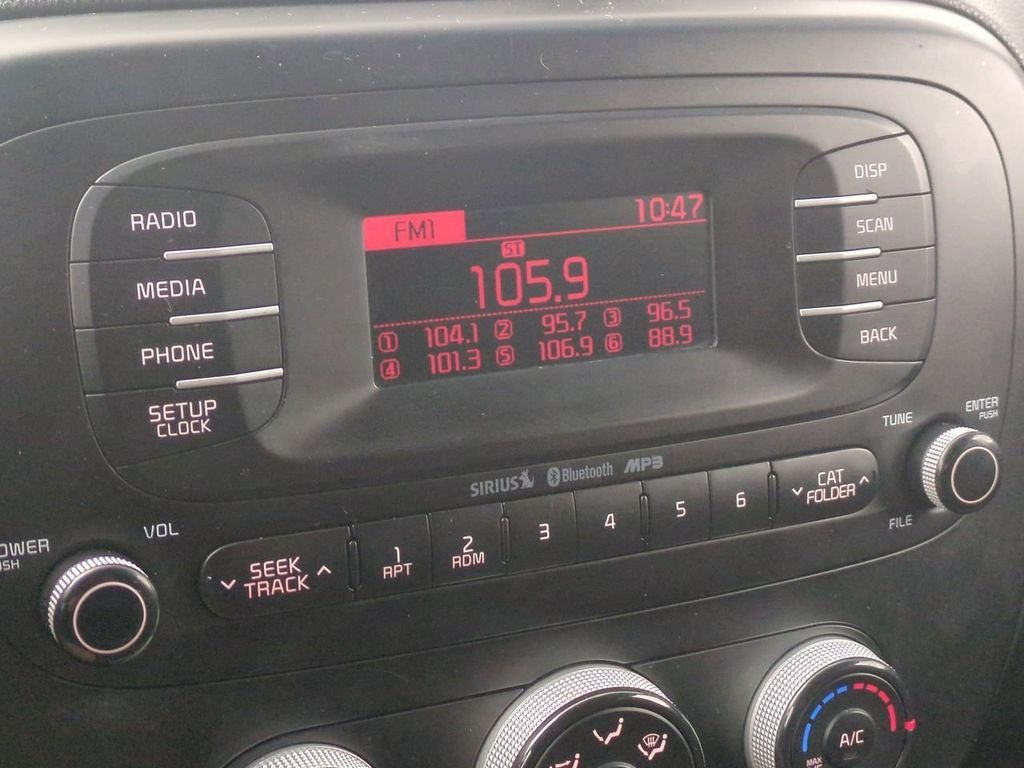 RADIO
MEDIA
PHONE
SETUP
CLOCK
FM1 10:47
ST
105.9
1 104.1 2 95.7 3 96.5
4 101.3 5 106.9 6 88.9
DISP
SCAN
MENU
BACK
SIRIUS Bluetooth MP3
TUNE
ENTER
PUSH
FILE
OWER
SH
VOL
SEEK
TRACK
1
RPT
2
RDM
3
4
5
6
CAT
FOLDER
A/C
MAX